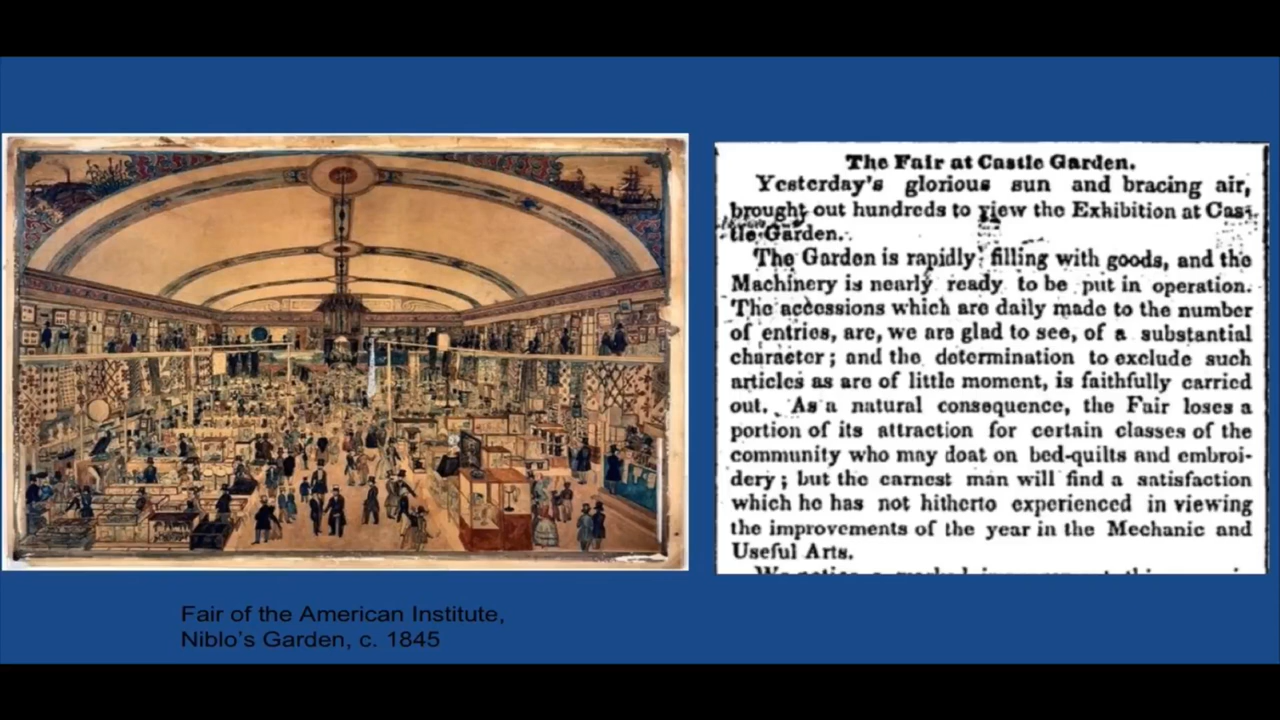 The Fair at Castle Garden.
Yesterday's glorious sun and bracing air,
brought out hundreds to view the Exhibition at Cas-
tle Garden.
The Garden is rapidly filling with goods, and the
Machinery is nearly ready to be put in operation.
The accessions which are daily made to the number
of entries, are, we are glad to see, of a substantial
character; and the determination to exclude such
articles as are of little moment, is faithfully carried
out. As a natural consequence, the Fair loses a
portion of its attraction for certain classes of the
community who may doat on bed-quilts and embroi-
dery; but the earnest man will find a satisfaction
which he has not hitherto experienced in viewing
the improvements of the year in the Mechanic and
Useful Arts.
Fair of the American Institute,
Niblo's Garden, c. 1845